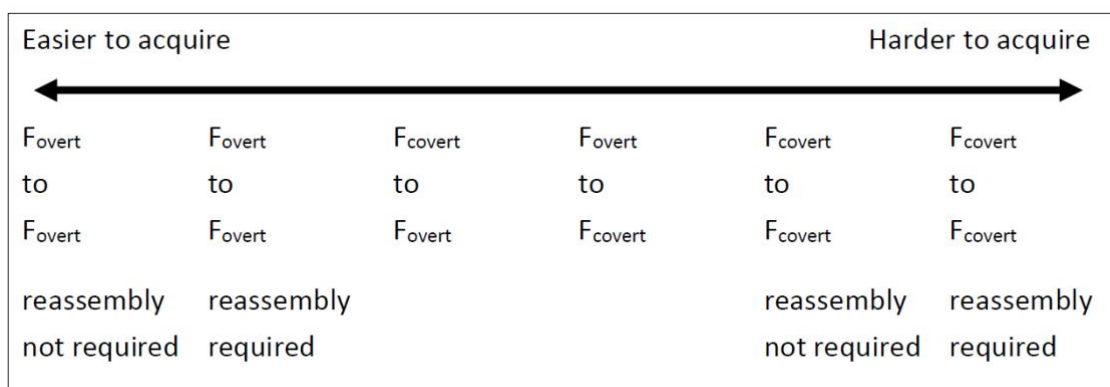 Easier to acquire Harder to acquire
Fovert Fovert Fcovert Fovert Fcovert Fcovert
to to to to to to
Fovert Fovert Fovert Fcovert Fcovert Fcovert
reassembly reassembly reassembly reassembly
not required required not required required